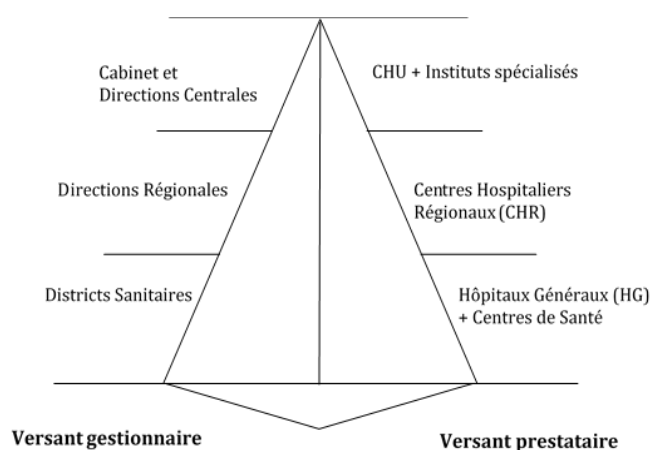 Cabinet et
Directions Centrales
CHU + Instituts spécialisés
Directions Régionales
Centres Hospitaliers
Régionaux (CHR)
Districts Sanitaires
Hôpitaux Généraux (HG)
+ Centres de Santé
Versant gestionnaire
Versant prestataire